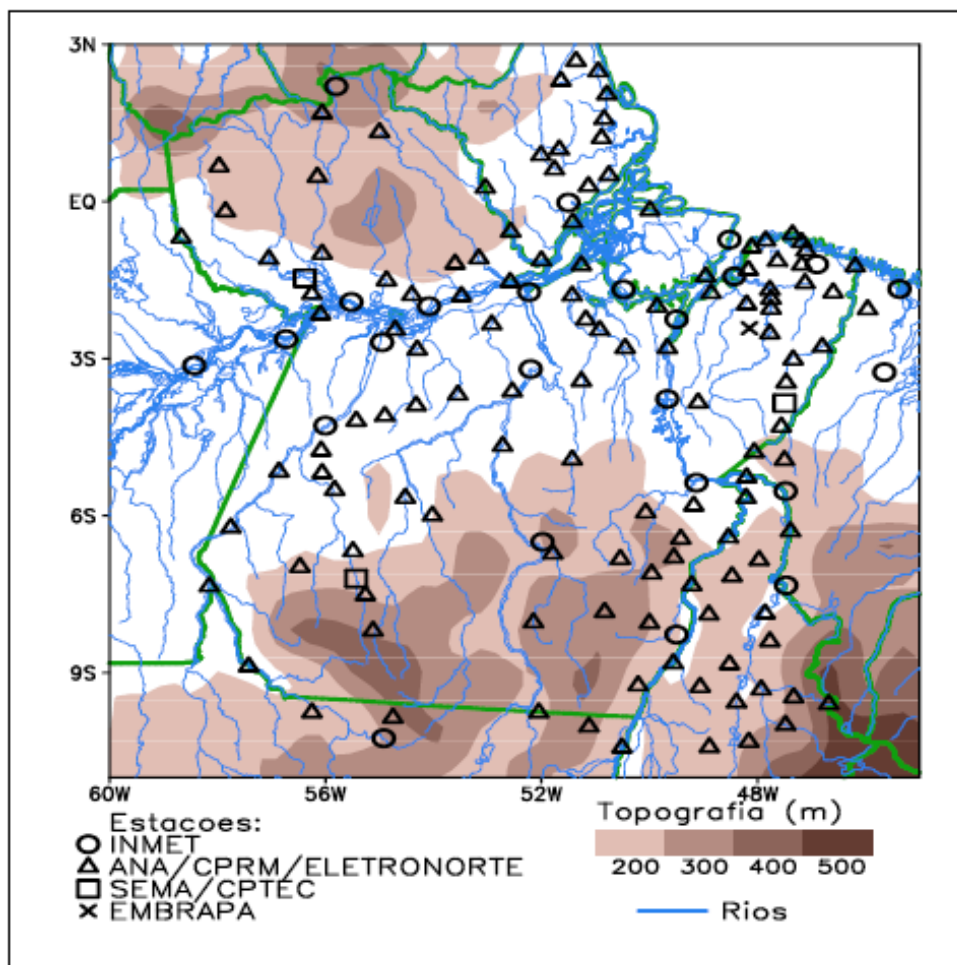 3N
EQ
3S
6S
9S
60W 56W 52W 48W
Estacoes:
INMET
ANA/CPRM/ELETRONORTE
SEMA/CPTEC
EMBRAPA
Topografia (m)
200 300 400 500
Rios